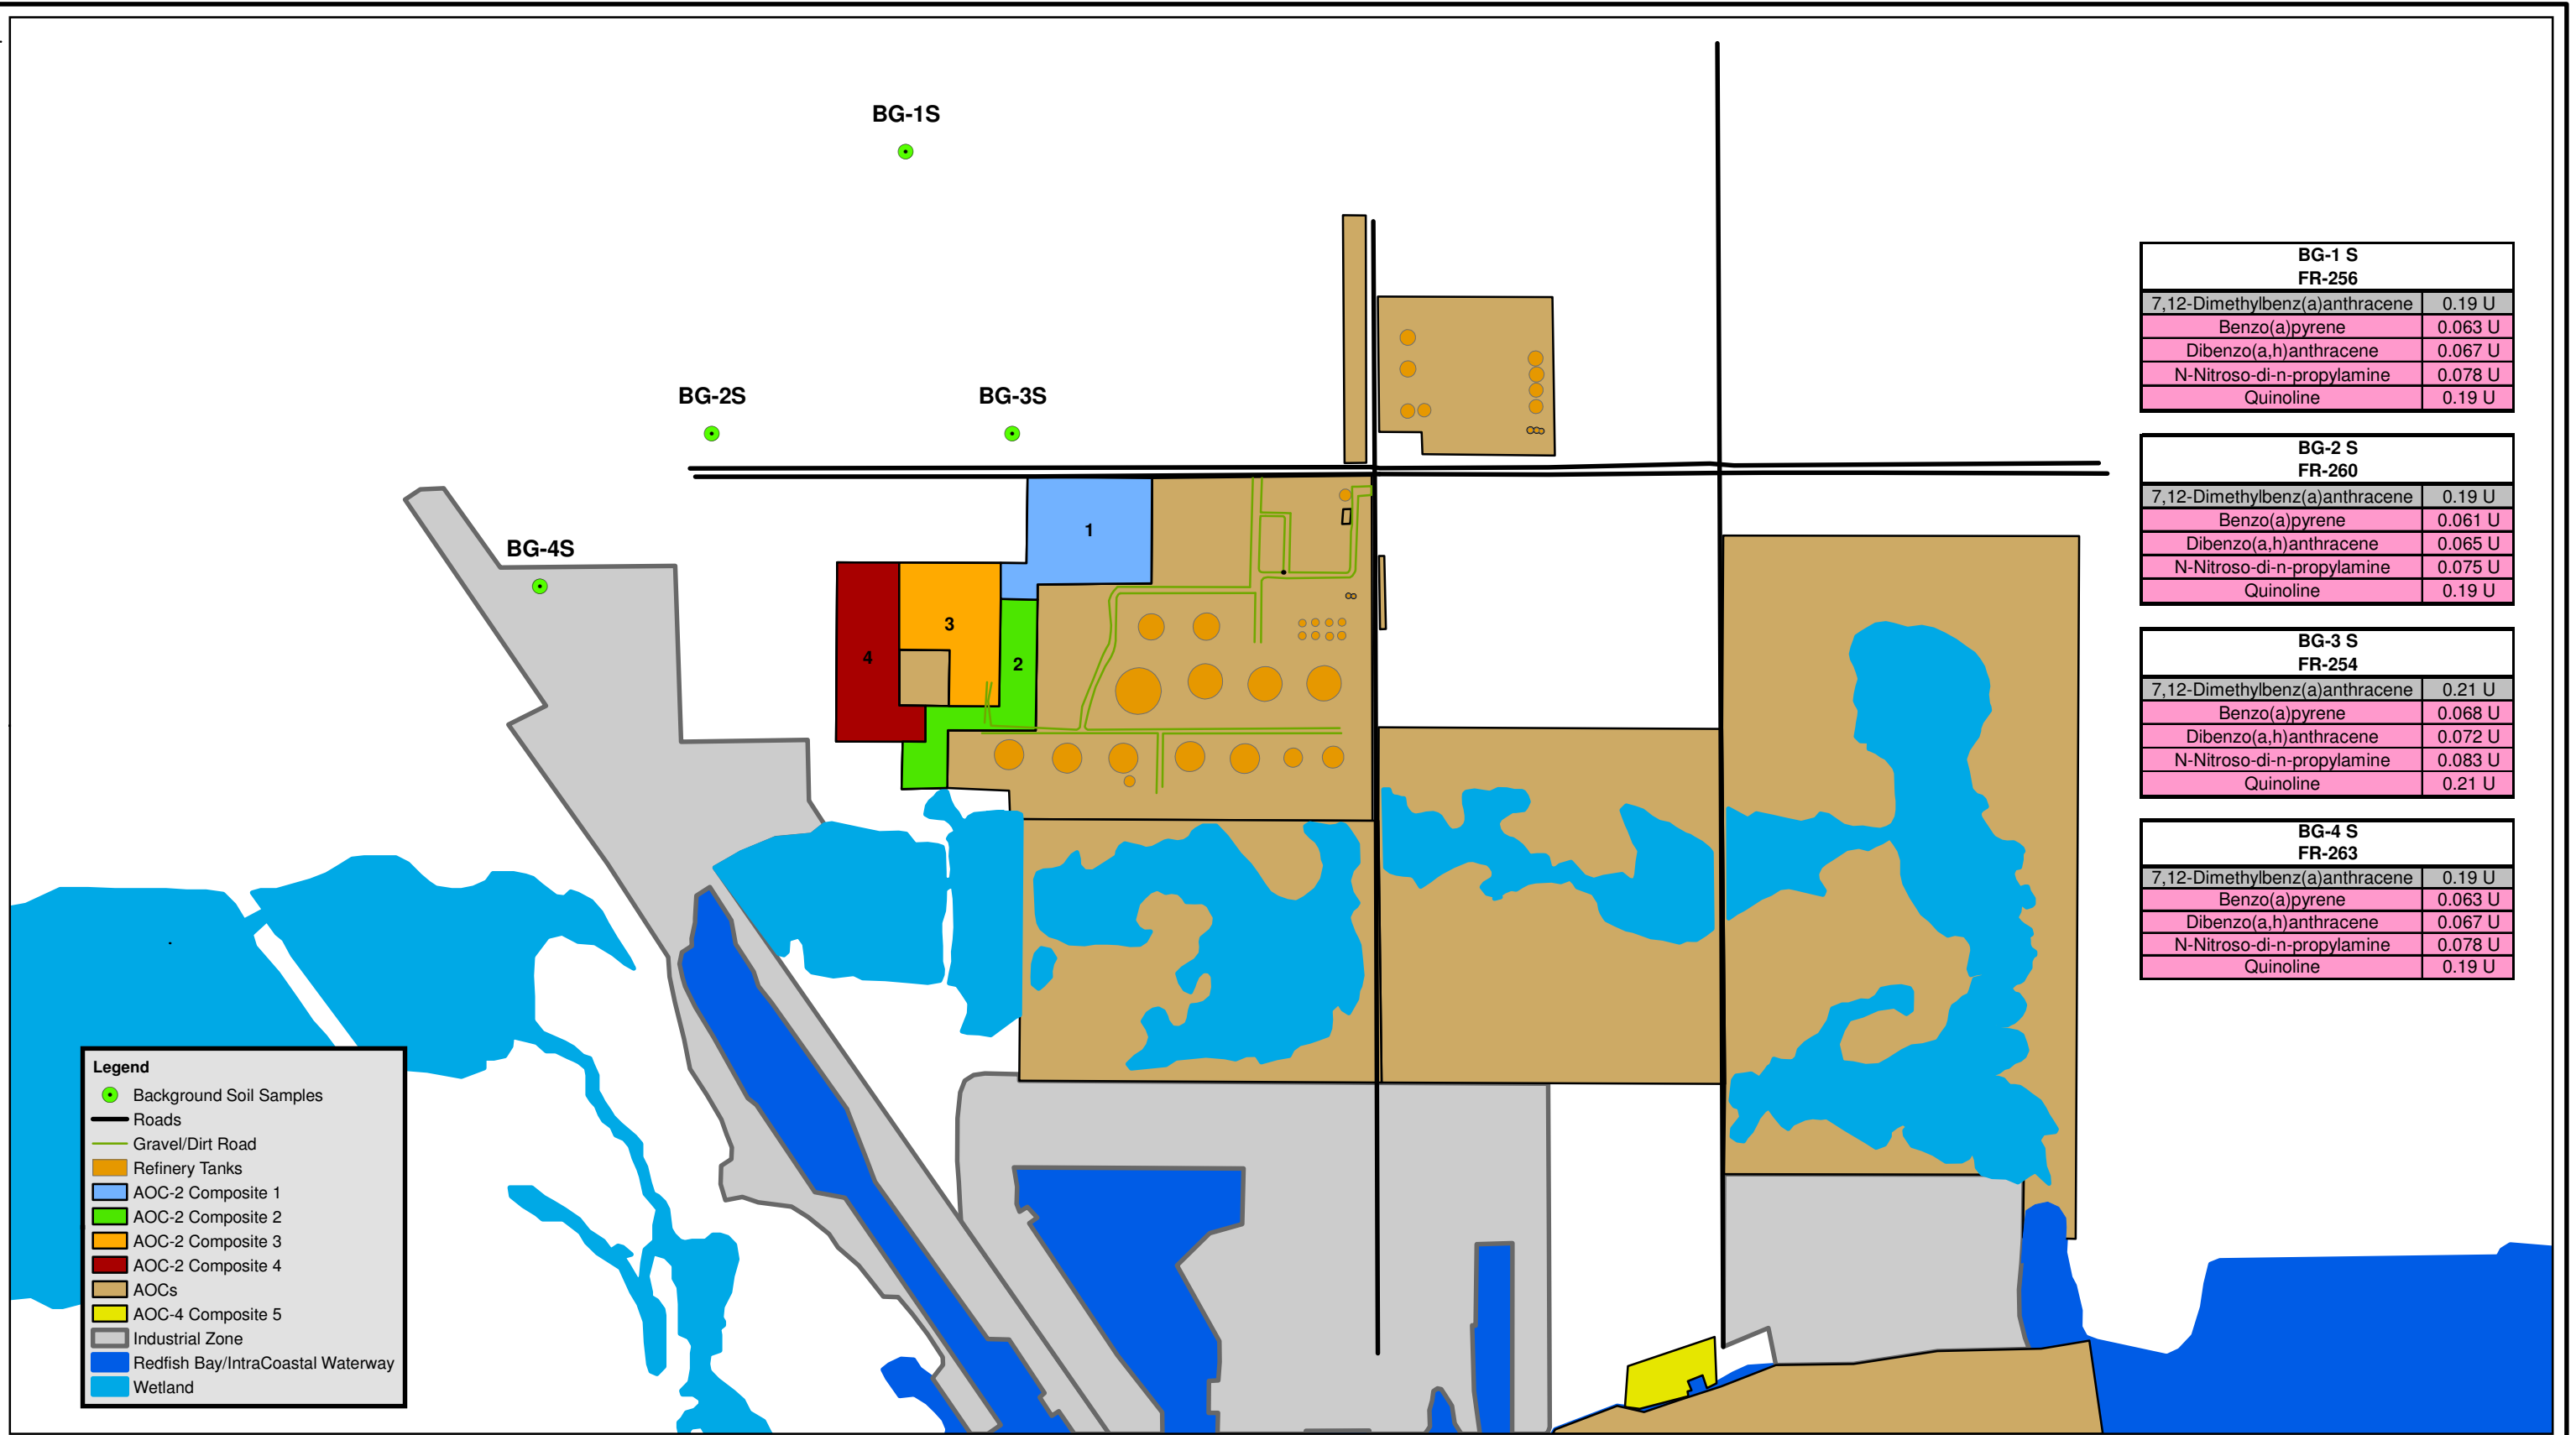 BG-1S
BG-2S
BG-3S
BG-4S
1
3
4
2
BG-1 S
FR-256
7,12-Dimethylbenz(a)anthracene 0.19 U
Benzo(a)pyrene 0.063 U
Dibenzo(a,h)anthracene 0.067 U
N-Nitroso-di-n-propylamine 0.078 U
Quinoline 0.19 U
BG-2 S
FR-260
7,12-Dimethylbenz(a)anthracene 0.19 U
Benzo(a)pyrene 0.061 U
Dibenzo(a,h)anthracene 0.065 U
N-Nitroso-di-n-propylamine 0.075 U
Quinoline 0.19 U
BG-3 S
FR-254
7,12-Dimethylbenz(a)anthracene 0.21 U
Benzo(a)pyrene 0.068 U
Dibenzo(a,h)anthracene 0.072 U
N-Nitroso-di-n-propylamine 0.083 U
Quinoline 0.21 U
BG-4 S
FR-263
7,12-Dimethylbenz(a)anthracene 0.19 U
Benzo(a)pyrene 0.063 U
Dibenzo(a,h)anthracene 0.067 U
N-Nitroso-di-n-propylamine 0.078 U
Quinoline 0.19 U
Legend
Background Soil Samples
Roads
Gravel/Dirt Road
Refinery Tanks
AOC-2 Composite 1
AOC-2 Composite 2
AOC-2 Composite 3
AOC-2 Composite 4
AOCs
AOC-4 Composite 5
Industrial Zone
Redfish Bay/IntraCoastal Waterway
Wetland